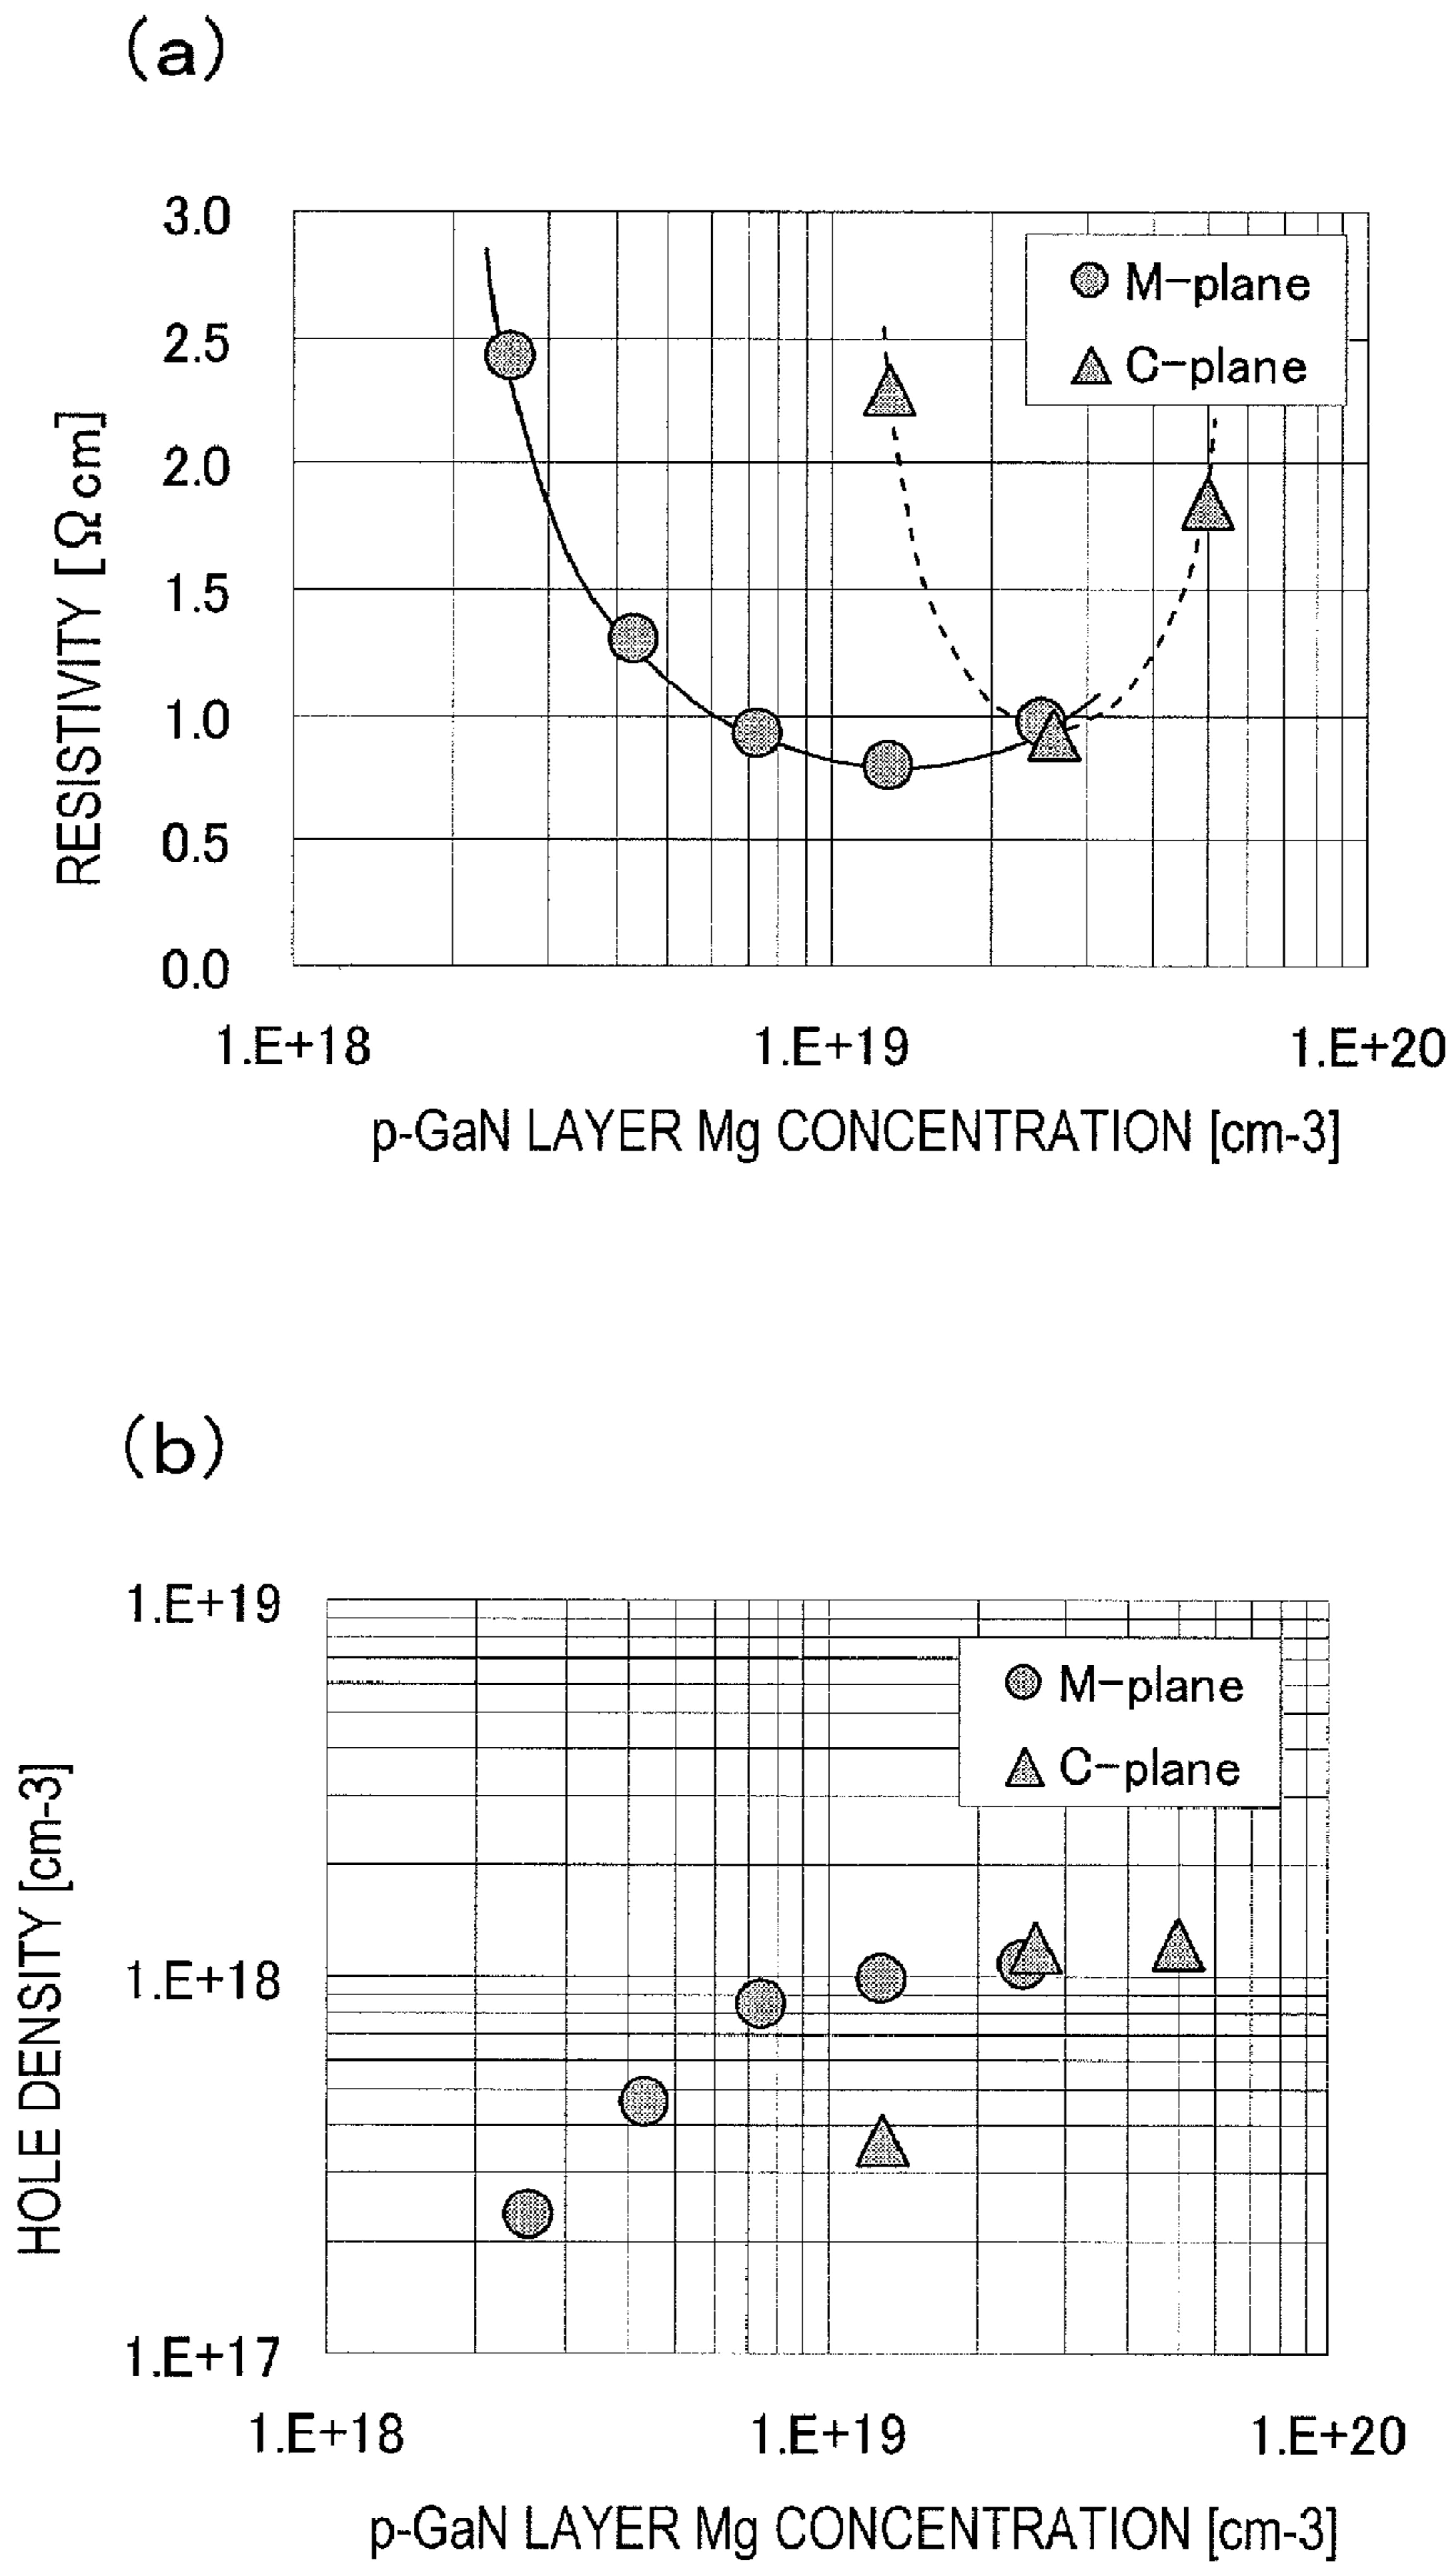 (a)
3.0
2.5
2.0
1.5
1.0
0.5
0.0
RESISTIVITY [Ω cm]
M-plane
C-plane
1.E+18 1.E+19 1.E+20
p-GaN LAYER Mg CONCENTRATION [cm-3]
(b)
1.E+19
1.E+18
1.E+17
HOLE DENSITY [cm-3]
M-plane
C-plane
1.E+18 1.E+19 1.E+20
p-GaN LAYER Mg CONCENTRATION [cm-3]